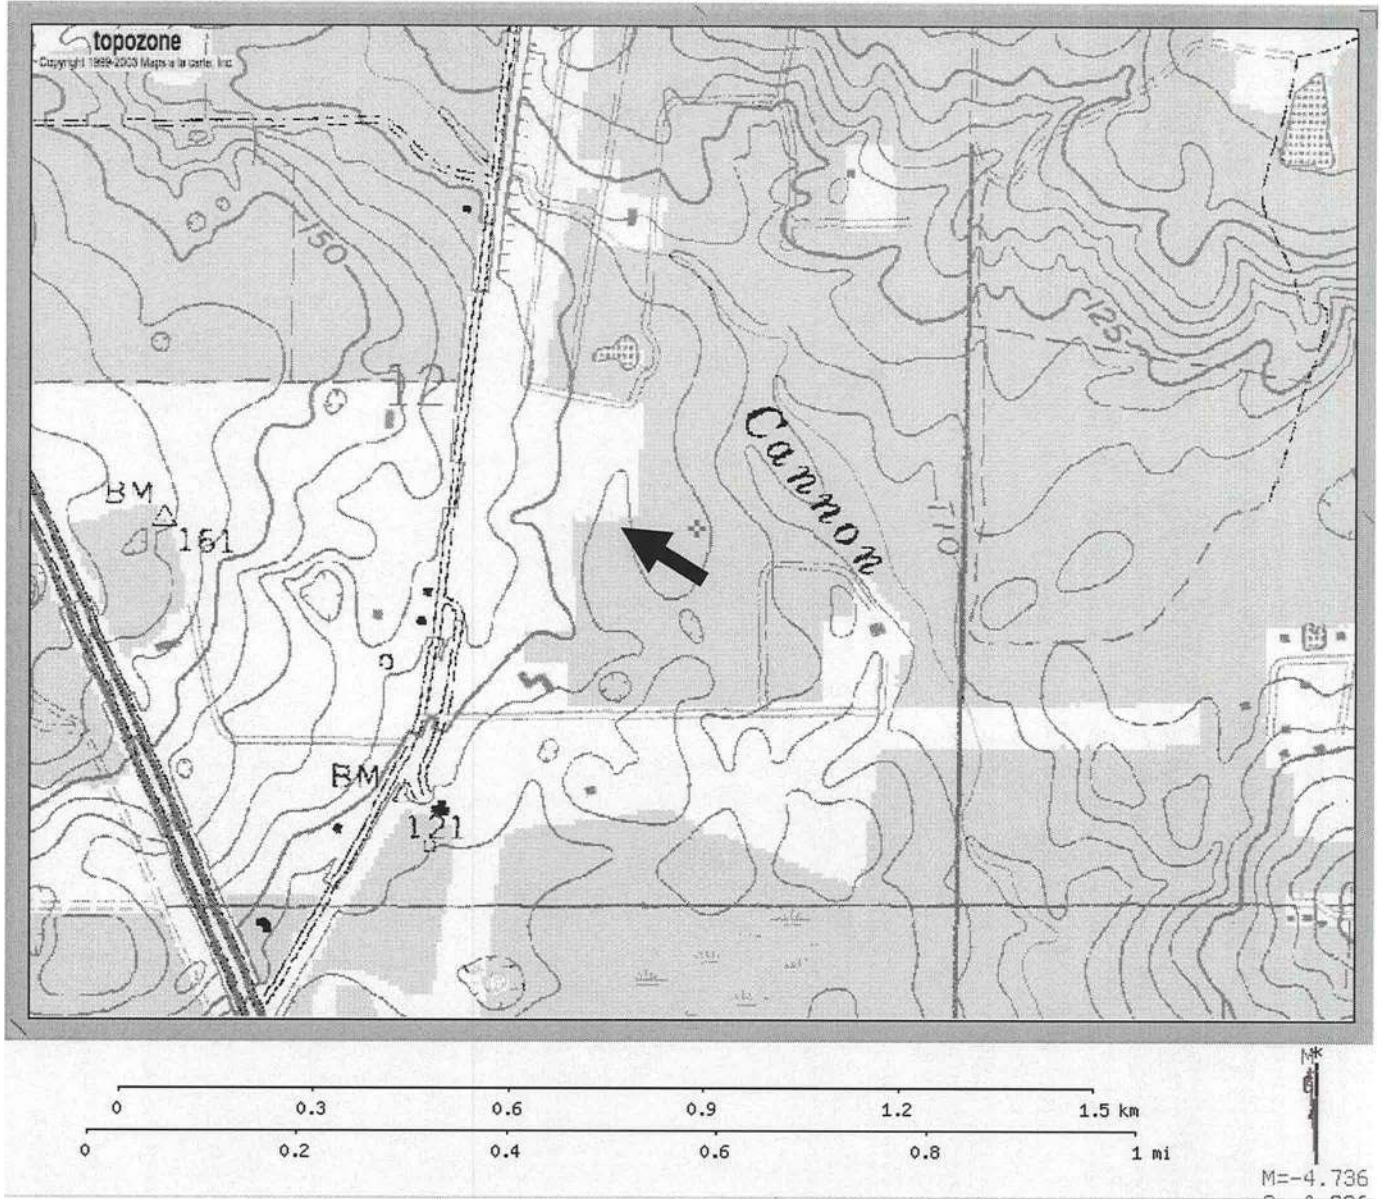 topozone
Copyright 1999-2003 Maps a la carte, Inc.
150
125
12
Cannon
BM
161
110
BM
121
0 0.3 0.6 0.9 1.2 1.5 km
0 0.2 0.4 0.6 0.8 1 mi
M*
G
M=-4.736